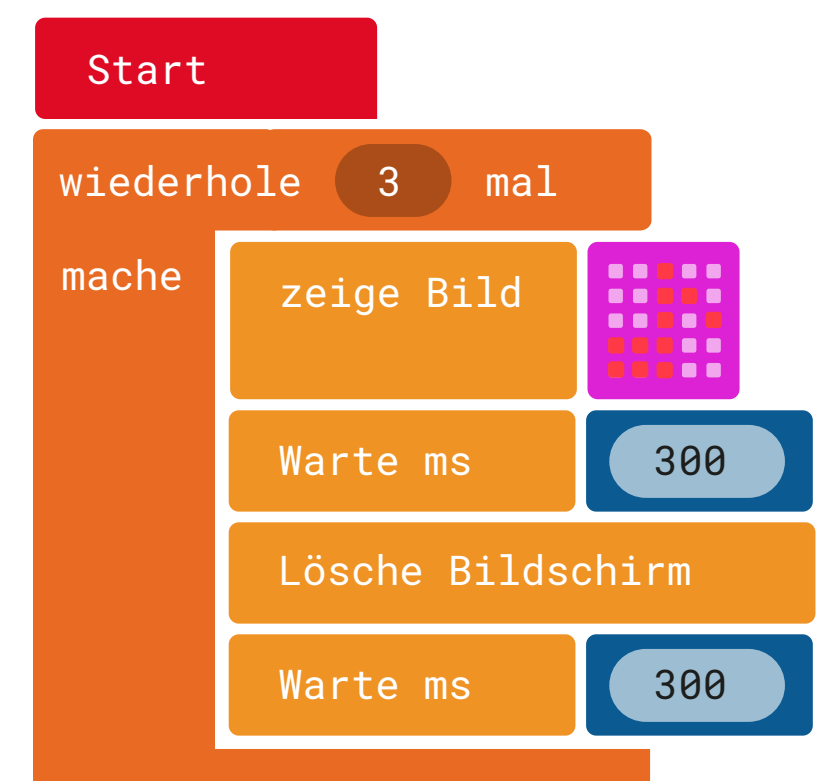 Start
wiederhole 3 mal
mache
zeige Bild
Warte ms 300
Lösche Bildschirm
Warte ms 300